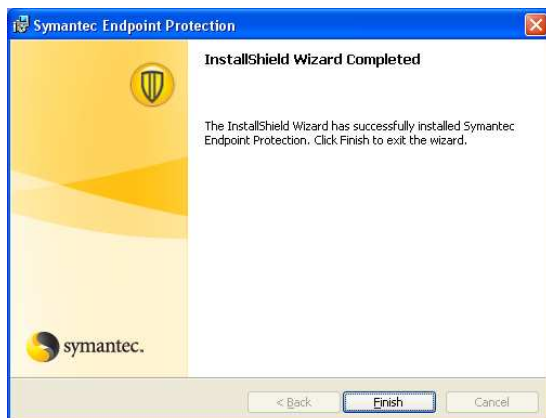 Symantec Endpoint Protection
InstallShield Wizard Completed
The InstallShield Wizard has successfully installed Symantec
Endpoint Protection. Click Finish to exit the wizard.
symantec.
< Back
Finish
Cancel